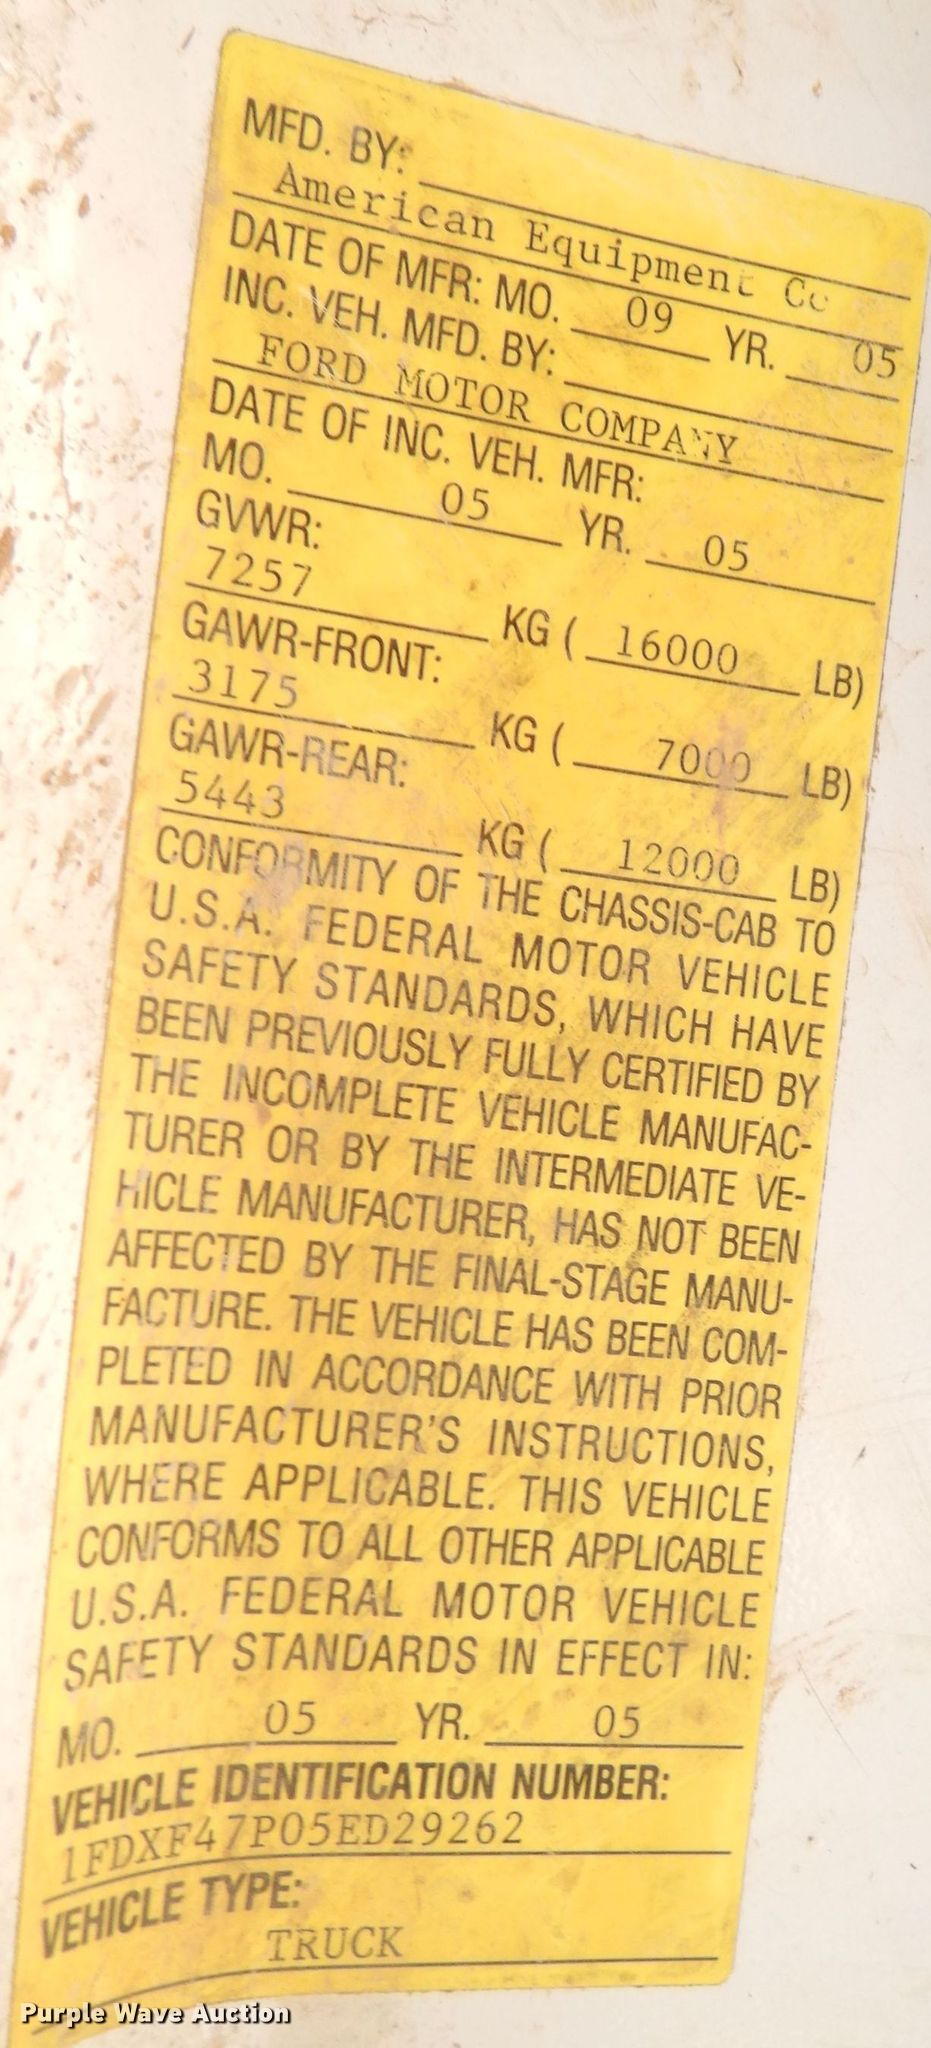 MFD. BY:
American Equipment Co
DATE OF MFR: MO. 09 YR. 05
INC. VEH. MFD. BY:
FORD MOTOR COMPANY
DATE OF INC. VEH. MFR:
MO. 05 YR. 05
GVWR:
7257 KG ( 16000 LB)
GAWR-FRONT:
3175 KG ( 7000 LB)
GAWR-REAR:
5443 KG ( 12000 LB)
CONFORMITY OF THE CHASSIS-CAB TO
U.S.A. FEDERAL MOTOR VEHICLE
SAFETY STANDARDS, WHICH HAVE
BEEN PREVIOUSLY FULLY CERTIFIED BY
THE INCOMPLETE VEHICLE MANUFAC-
TURER OR BY THE INTERMEDIATE VE-
HICLE MANUFACTURER, HAS NOT BEEN
AFFECTED BY THE FINAL-STAGE MANU-
FACTURE. THE VEHICLE HAS BEEN COM-
PLETED IN ACCORDANCE WITH PRIOR
MANUFACTURER'S INSTRUCTIONS,
WHERE APPLICABLE. THIS VEHICLE
CONFORMS TO ALL OTHER APPLICABLE
U.S.A. FEDERAL MOTOR VEHICLE
SAFETY STANDARDS IN EFFECT IN:
MO. 05 YR. 05
VEHICLE IDENTIFICATION NUMBER:
1FDXF47P05ED29262
VEHICLE TYPE:
TRUCK
Purple Wave Auction